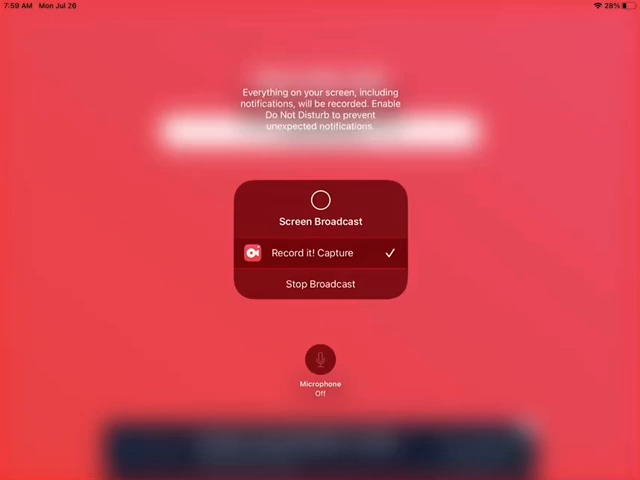 7:59 AM Mon Jul 26
28%
Everything on your screen, including
notifications, will be recorded. Enable
Do Not Disturb to prevent
unexpected notifications.
Screen Broadcast
Record it! Capture
Stop Broadcast
Microphone
Off